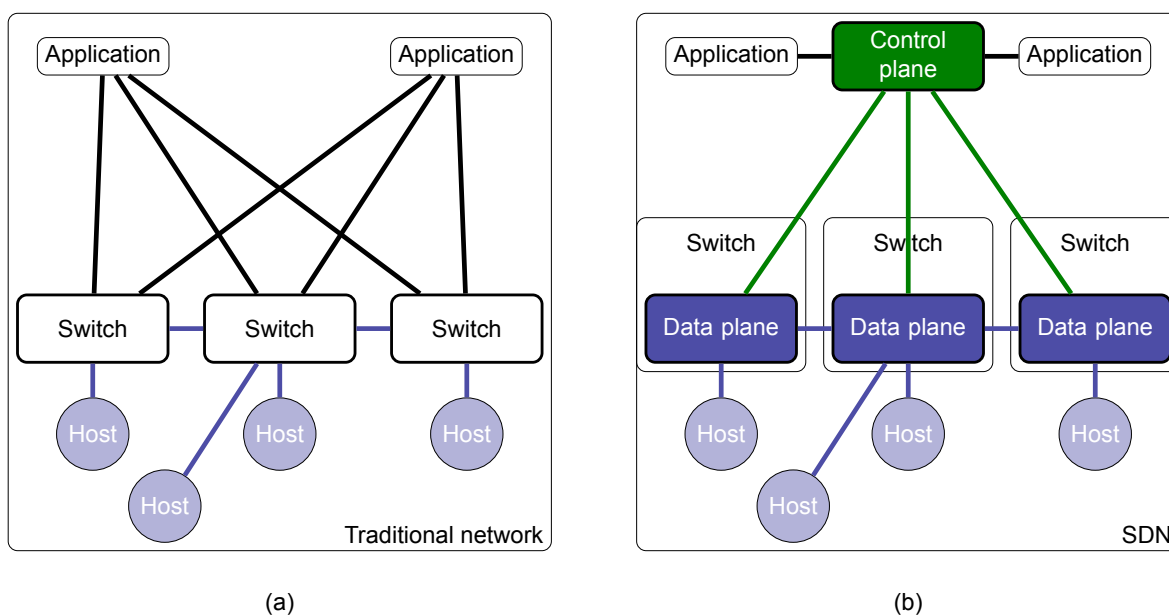 Application
Application
Switch
Switch
Switch
Host
Host
Host
Host
Traditional network
(a)
Application
Control
plane
Application
Switch
Switch
Switch
Data plane
Data plane
Data plane
Host
Host
Host
Host
SDN
(b)